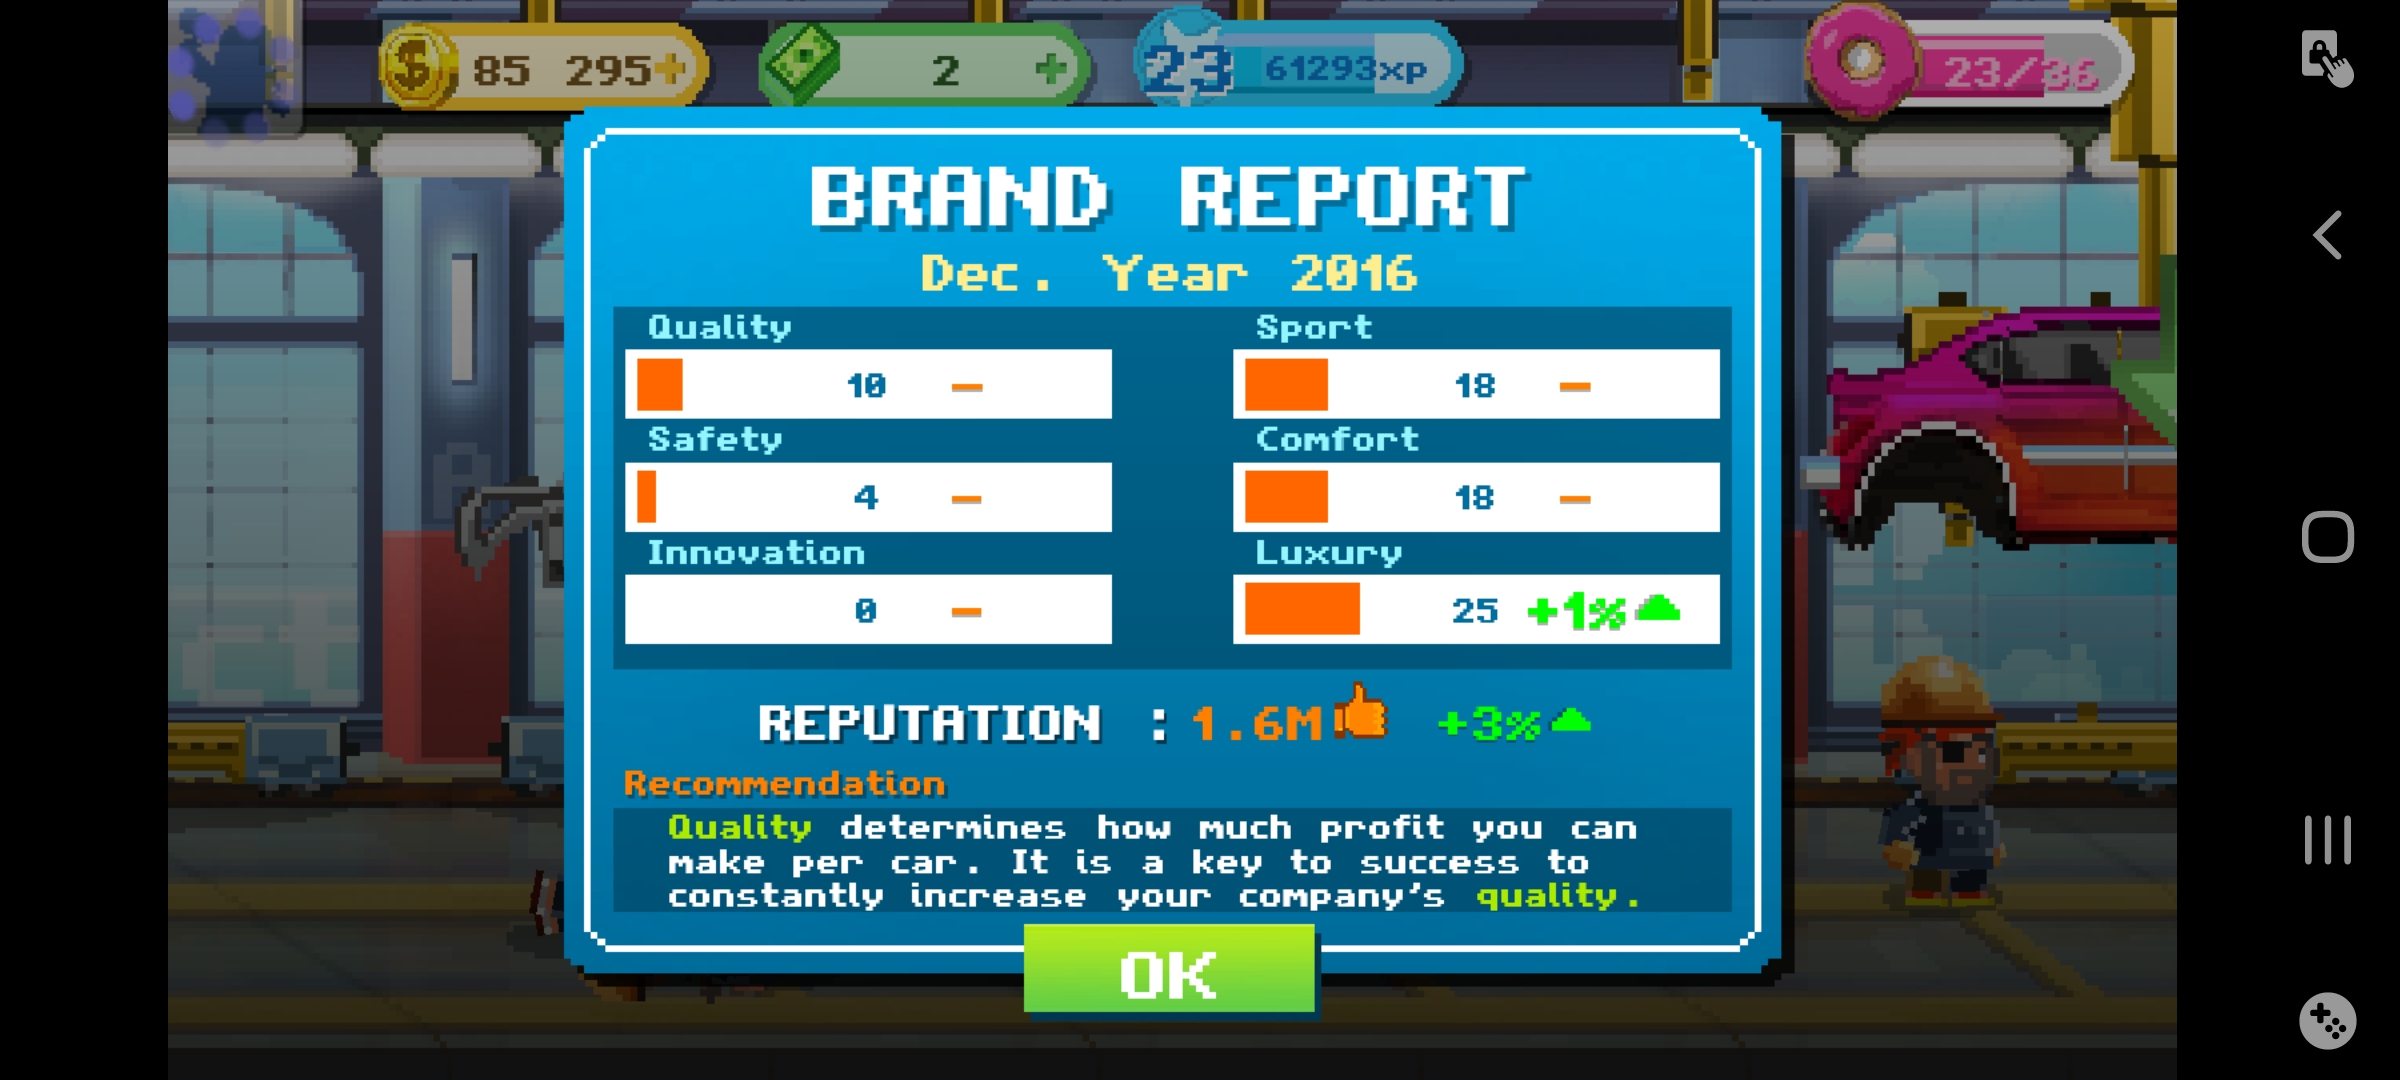 85 295+
2 +
23 61293xp
23/36
BRAND REPORT
Dec. Year 2016
Quality
10
Sport
18
Safety
4
Comfort
18
Innovation
0
Luxury
25 +1%
REPUTATION : 1.6M +3%
Recommendation
Quality determines how much profit you can
make per car. It is a key to success to
constantly increase your company's quality.
OK